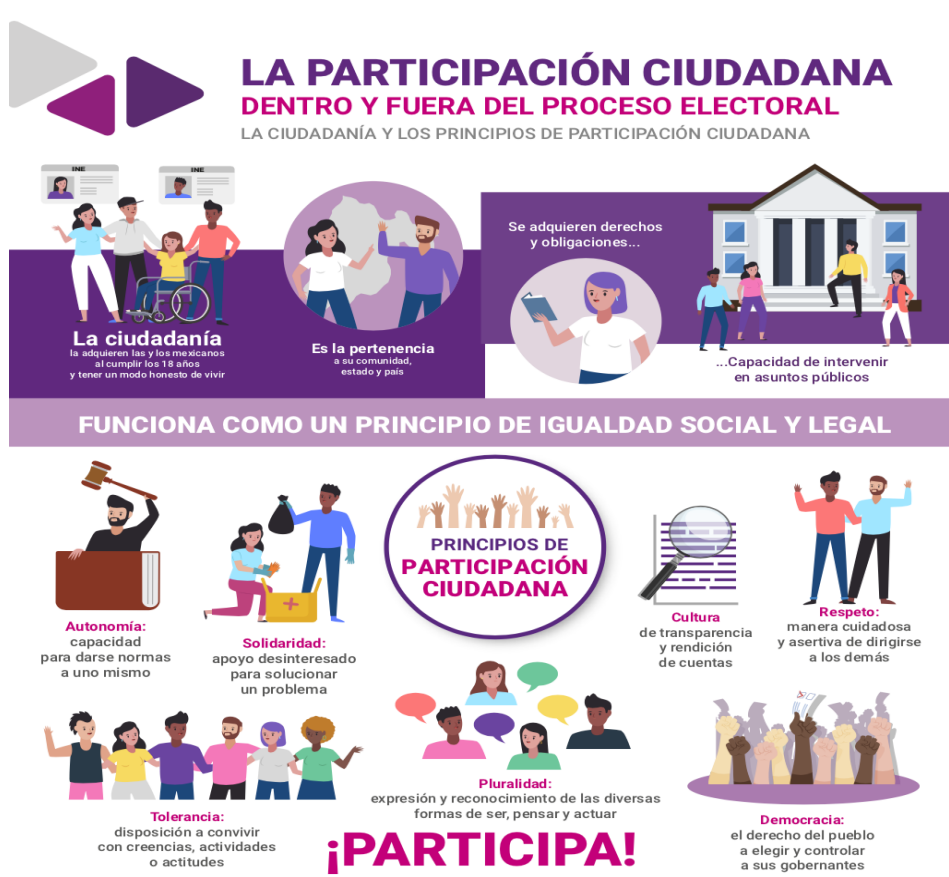 LA PARTICIPACIÓN CIUDADANA
DENTRO Y FUERA DEL PROCESO ELECTORAL
LA CIUDADANÍA Y LOS PRINCIPIOS DE PARTICIPACIÓN CIUDADANA
INE
INE
La ciudadanía
la adquieren las y los mexicanos
al cumplir los 18 años
y tener un modo honesto de vivir
Es la pertenencia
a su comunidad,
estado y país
Se adquieren derechos
y obligaciones...
...Capacidad de intervenir
en asuntos públicos
FUNCIONA COMO UN PRINCIPIO DE IGUALDAD SOCIAL Y LEGAL
PRINCIPIOS DE
PARTICIPACIÓN
CIUDADANA
Autonomía:
capacidad
para darse normas
a uno mismo
Solidaridad:
apoyo desinteresado
para solucionar
un problema
Cultura
de transparencia
y rendición
de cuentas
Respeto:
manera cuidadosa
y asertiva de dirigirse
a los demás
Tolerancia:
disposición a convivir
con creencias, actividades
o actitudes
Pluralidad:
expresión y reconocimiento de las diversas
formas de ser, pensar y actuar
Democracia:
el derecho del pueblo
a elegir y controlar
a sus gobernantes
¡PARTICIPA!